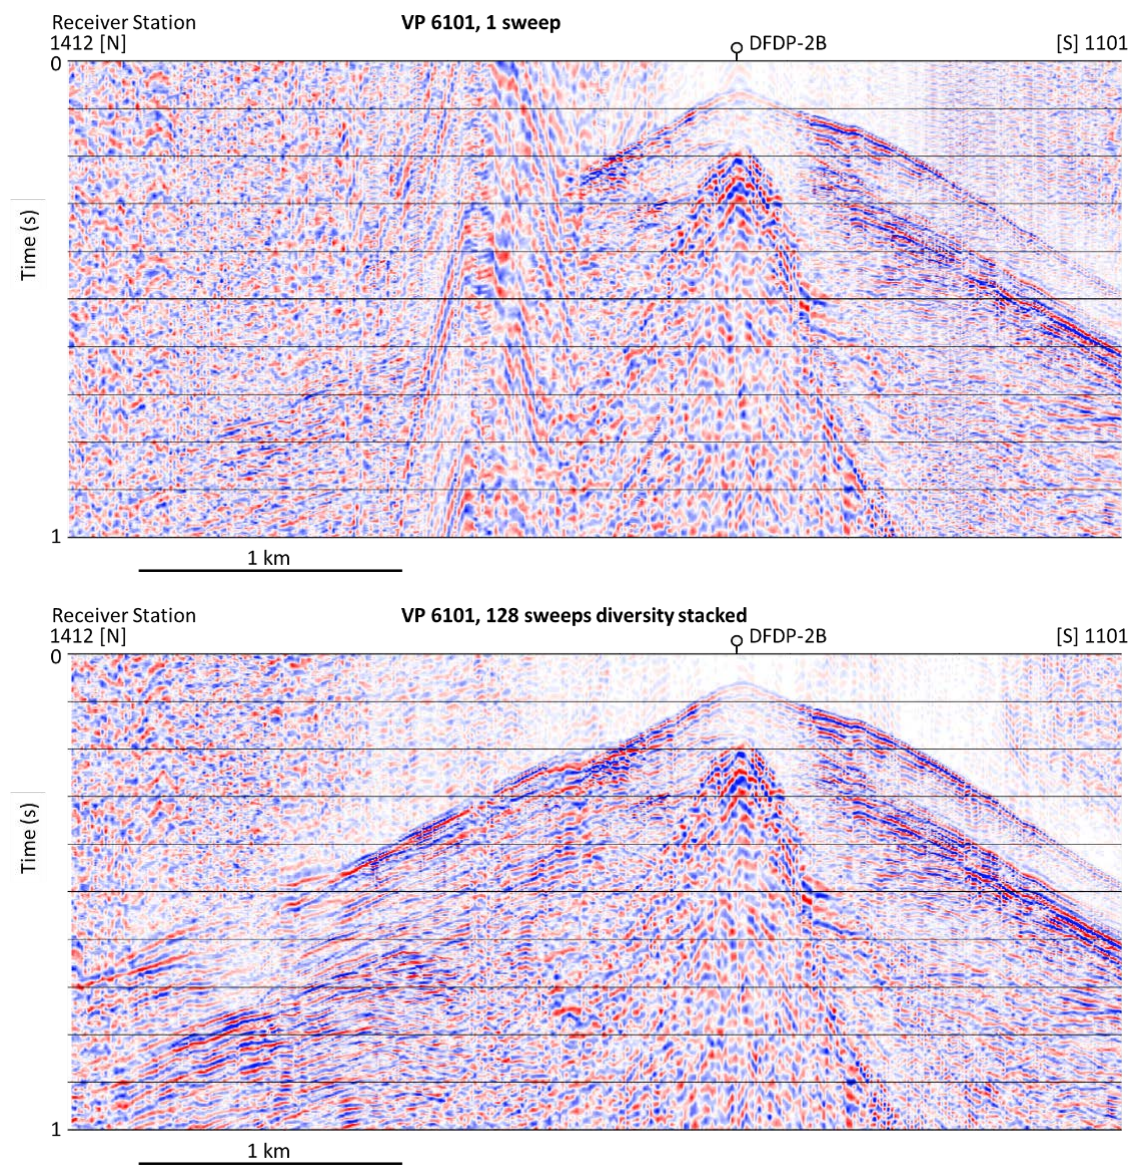 Receiver Station
VP 6101, 1 sweep
1412 [N]
DFDP-2B
[S] 1101
0
Time (s)
1
1 km
Receiver Station
VP 6101, 128 sweeps diversity stacked
1412 [N]
DFDP-2B
[S] 1101
0
Time (s)
1
1 km